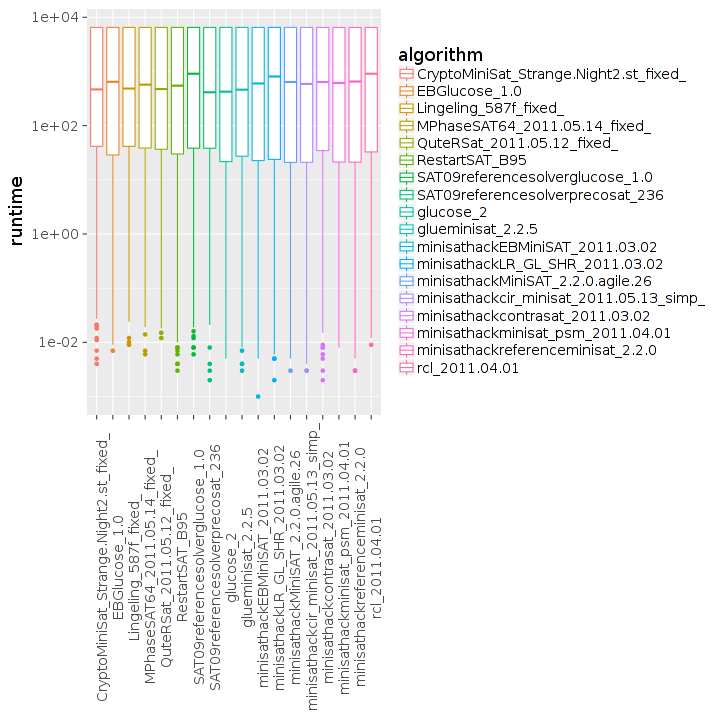 1e+04
1e+02
1e+00
1e-02
runtime
algorithm
CryptoMiniSat_Strange.Night2.st_fixed_
EBGlucose_1.0
Lingeling_587f_fixed_
MPhaseSAT64_2011.05.14_fixed_
QuteRSat_2011.05.12_fixed_
RestartSAT_B95
SAT09referencesolverglucose_1.0
SAT09referencesolverprecosat_236
glucose_2
glueminisat_2.2.5
minisathackEBMiniSAT_2011.03.02
minisathackLR_GL_SHR_2011.03.02
minisathackMiniSAT_2.2.0.agile.26
minisathackcir_minisat_2011.05.13_simp_
minisathackcontrasat_2011.03.02
minisathackminisat_psm_2011.04.01
minisathackreferenceminisat_2.2.0
rcl_2011.04.01
CryptoMiniSat_Strange.Night2.st_fixed_
EBGlucose_1.0
Lingeling_587f_fixed_
MPhaseSAT64_2011.05.14_fixed_
QuteRSat_2011.05.12_fixed_
RestartSAT_B95
SAT09referencesolverglucose_1.0
SAT09referencesolverprecosat_236
glucose_2
glueminisat_2.2.5
minisathackEBMiniSAT_2011.03.02
minisathackLR_GL_SHR_2011.03.02
minisathackMiniSAT_2.2.0.agile.26
minisathackcir_minisat_2011.05.13_simp_
minisathackcontrasat_2011.03.02
minisathackminisat_psm_2011.04.01
minisathackreferenceminisat_2.2.0
rcl_2011.04.01